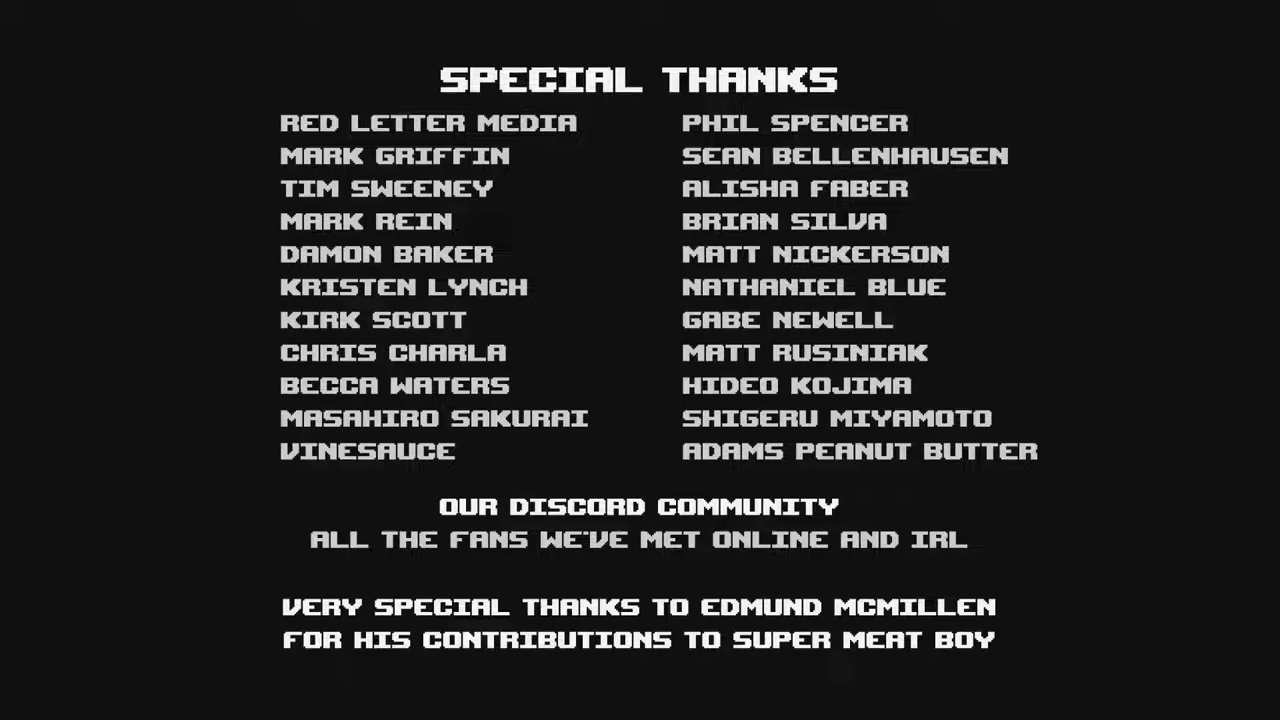 SPECIAL THANKS
RED LETTER MEDIA
MARK GRIFFIN
TIM SWEENEY
MARK REIN
DAMON BAKER
KRISTEN LYNCH
KIRK SCOTT
CHRIS CHARLA
BECCA WATERS
MASAHIRO SAKURAI
VINESAUCE
PHIL SPENCER
SEAN BELLENHAUSEN
ALISHA FABER
BRIAN SILVA
MATT NICKERSON
NATHANIEL BLUE
GABE NEWELL
MATT RUSINIAK
HIDEO KOJIMA
SHIGERU MIYAMOTO
ADAMS PEANUT BUTTER
OUR DISCORD COMMUNITY
ALL THE FANS WE'VE MET ONLINE AND IRL
VERY SPECIAL THANKS TO EDMUND MCMILLEN
FOR HIS CONTRIBUTIONS TO SUPER MEAT BOY